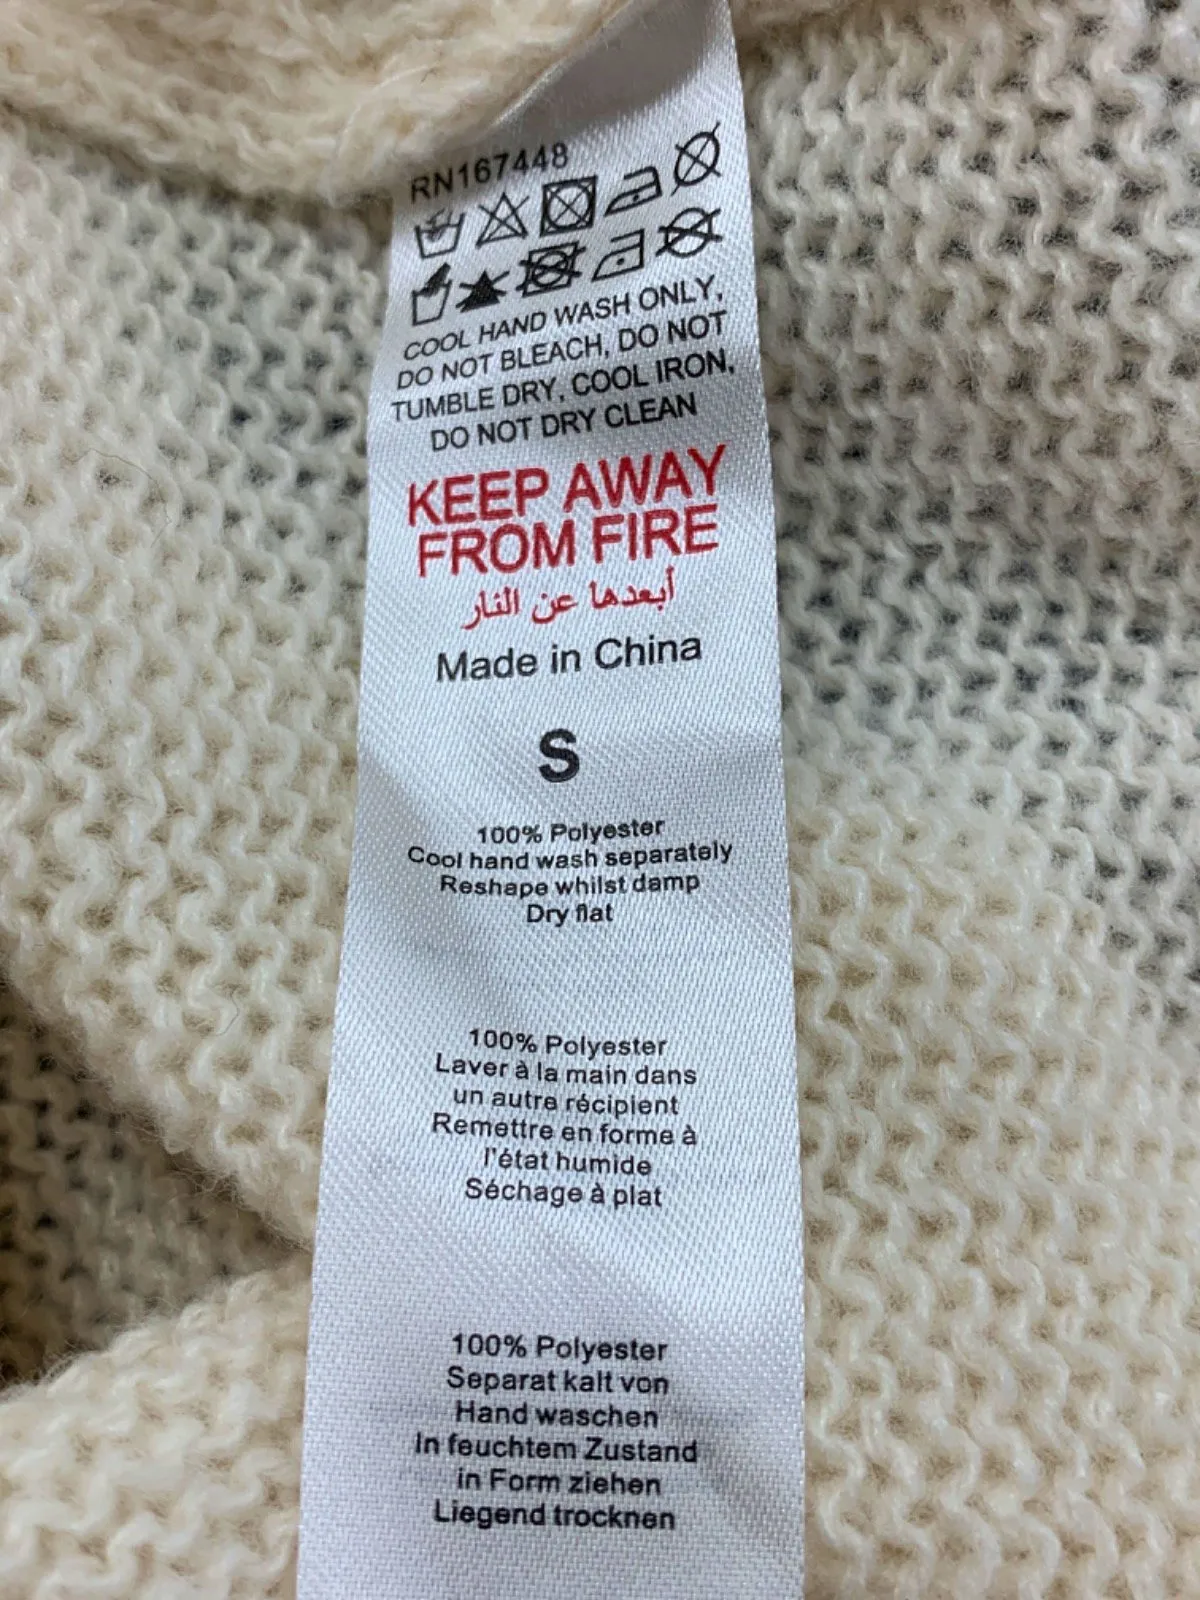 RN167448
COOL HAND WASH ONLY,
DO NOT BLEACH, DO NOT
TUMBLE DRY, COOL IRON,
DO NOT DRY CLEAN
KEEP AWAY
FROM FIRE
أبعدها عن النار
Made in China
S
100% Polyester
Cool hand wash separately
Reshape whilst damp
Dry flat
100% Polyester
Laver à la main dans
un autre récipient
Remettre en forme à
l'état humide
Séchage à plat
100% Polyester
Separat kalt von
Hand waschen
In feuchtem Zustand
in Form ziehen
Liegend trocknen